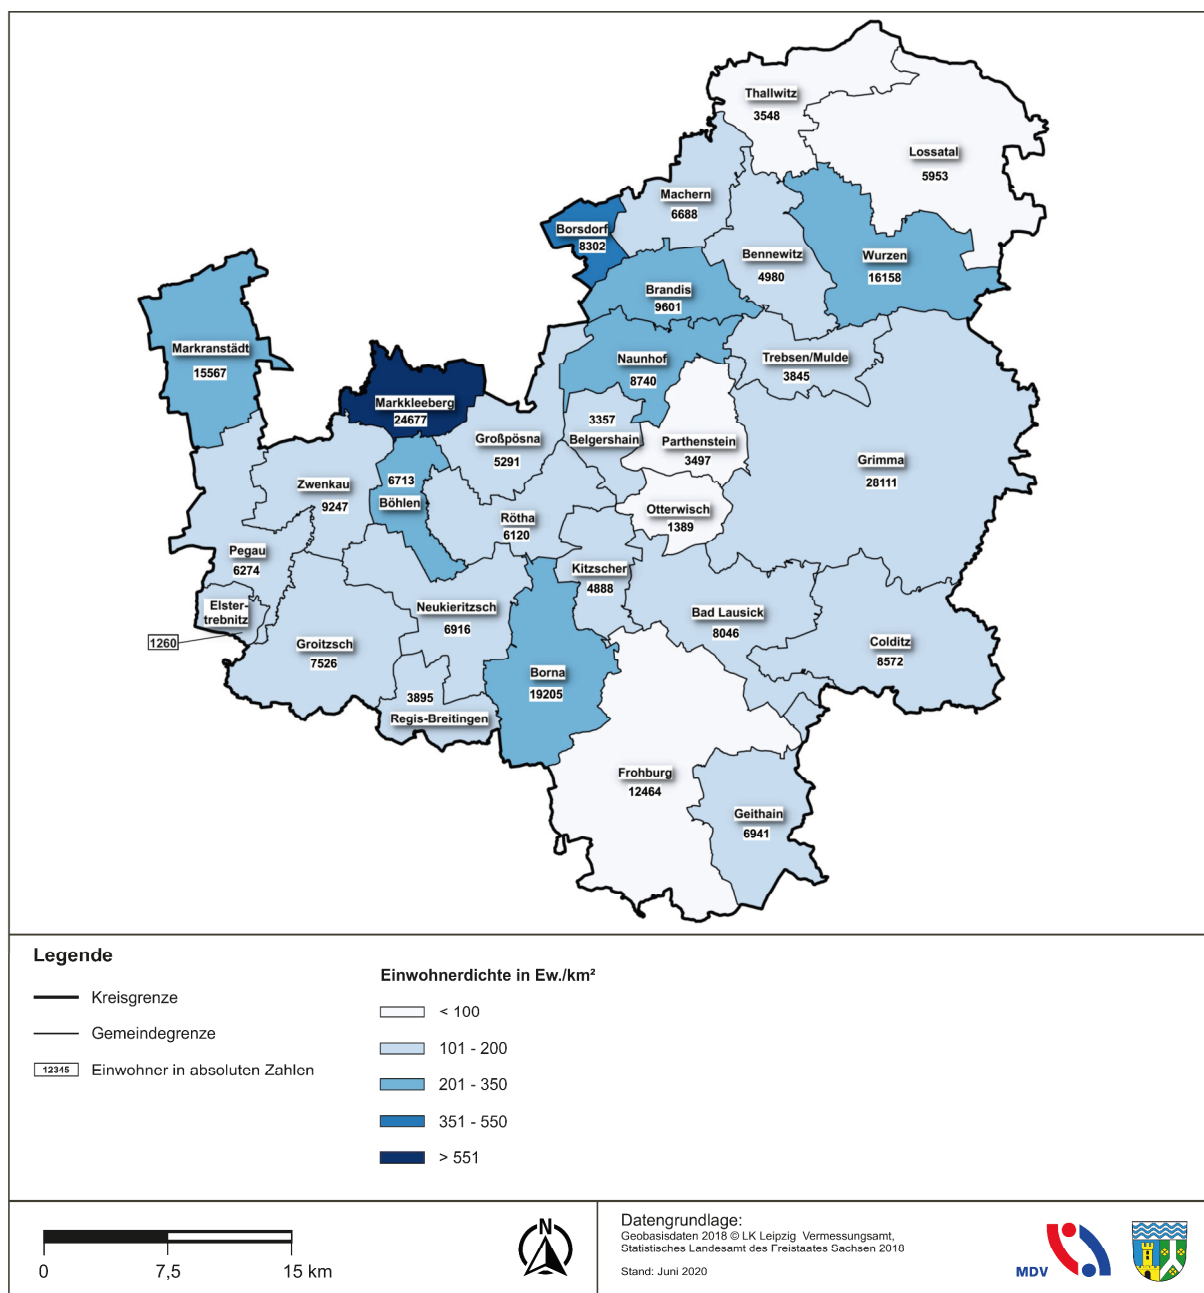 Thallwitz
3548
Lossatal
5953
Machern
6688
Borsdorf
8302
Bennewitz
4980
Wurzen
16158
Brandis
9601
Markranstädt
15567
Naunhof
8740
Trebsen/Mulde
3845
Markkleeberg
24677
3357
Belgershain
Großpösna
5291
Parthenstein
3497
Grimma
28111
6713
Böhlen
Zwenkau
9247
Otterwisch
1389
Rötha
6120
Pegau
6274
Kitzscher
4888
Elster-
trebnitz
1260
Neukieritzsch
6916
Bad Lausick
8046
Groitzsch
7526
Colditz
8572
Borna
19205
3895
Regis-Breitingen
Frohburg
12464
Geithain
6941
Legende
Kreisgrenze
Gemeindegrenze
12345 Einwohner in absoluten Zahlen
Einwohnerdichte in Ew./km²
< 100
101 - 200
201 - 350
351 - 550
> 551
0 7,5 15 km
N
Datengrundlage:
Geobasisdaten 2018 © LK Leipzig Vermessungsamt,
Statistisches Landesamt des Freistaates Sachsen 2018
Stand: Juni 2020
MDV